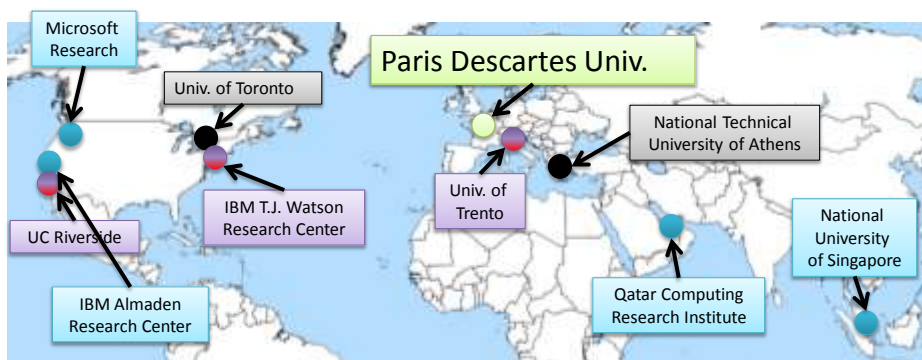 Microsoft
Research
Univ. of Toronto
Paris Descartes Univ.
National Technical
University of Athens
UC Riverside
IBM T.J. Watson
Research Center
Univ. of
Trento
National
University
of Singapore
IBM Almaden
Research Center
Qatar Computing
Research Institute